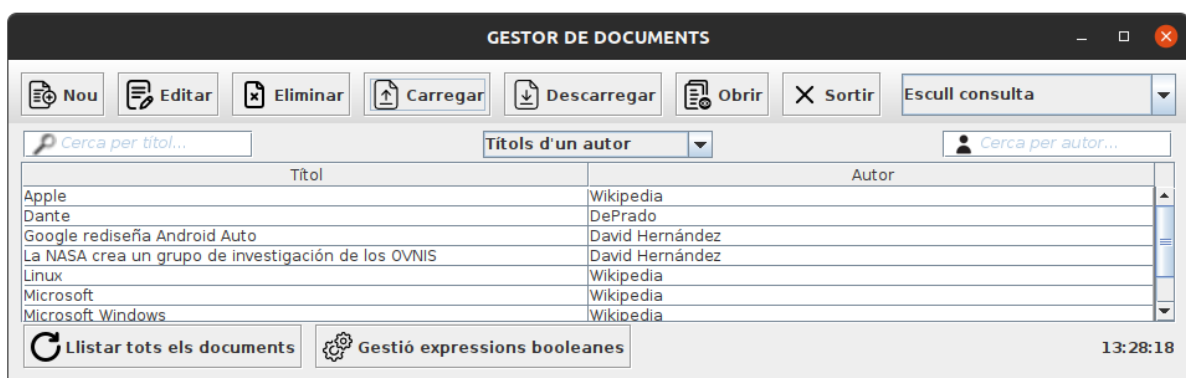 GESTOR DE DOCUMENTS
Nou Editar Eliminar Carregar Descarregar Obrir Sortir Escull consulta
Cerca per títol... Títols d'un autor Cerca per autor...
Títol Autor
Apple Wikipedia
Dante DePrado
Google rediseña Android Auto David Hernández
La NASA crea un grupo de investigación de los OVNIS David Hernández
Linux Wikipedia
Microsoft Wikipedia
Microsoft Windows Wikipedia
Llistar tots els documents Gestió expressions booleanes 13:28:18